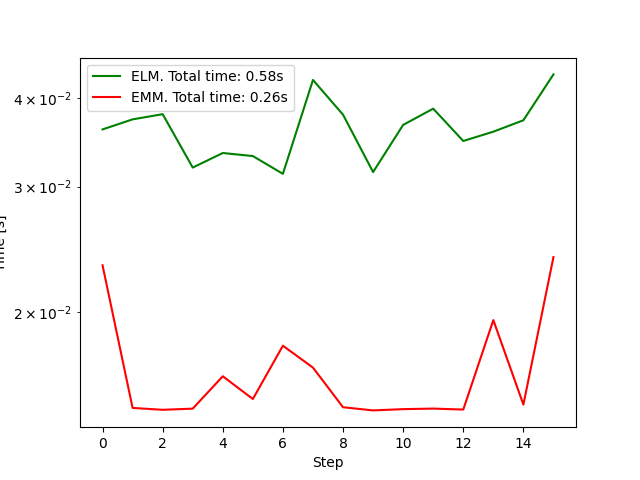 ELM. Total time: 0.58s
EMM. Total time: 0.26s
4 × 10⁻²
3 × 10⁻²
2 × 10⁻²
0 2 4 6 8 10 12 14
Step